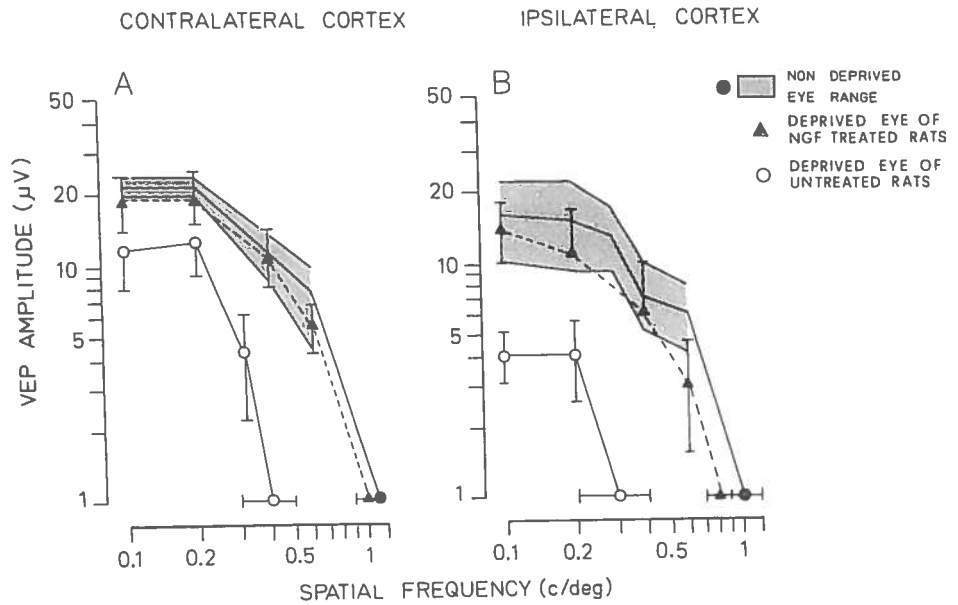 CONTRALATERAL CORTEX
IPSILATERAL CORTEX
A
B
NON DEPRIVED
EYE RANGE
DEPRIVED EYE OF
NGF TREATED RATS
DEPRIVED EYE OF
UNTREATED RATS
VEP AMPLITUDE (μV)
50
20
10
5
1
50
20
10
5
1
0.1 0.2 0.5 1
0.1 0.2 0.5 1
SPATIAL FREQUENCY (c/deg)